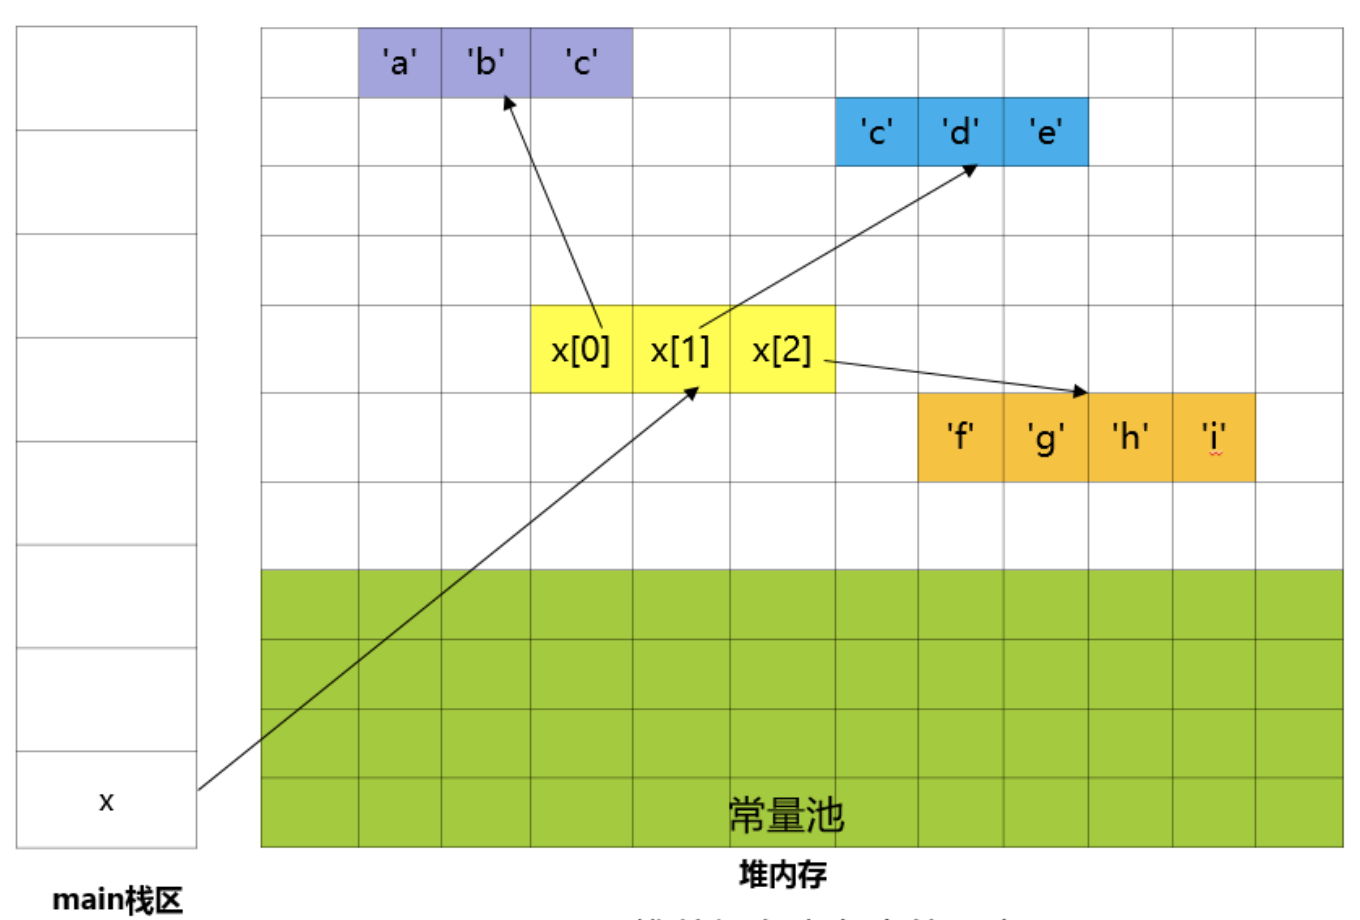 'a' 'b' 'c'
'c' 'd' 'e'
x[0] x[1] x[2]
'f' 'g' 'h' 'i'
x
常量池
堆内存
main栈区